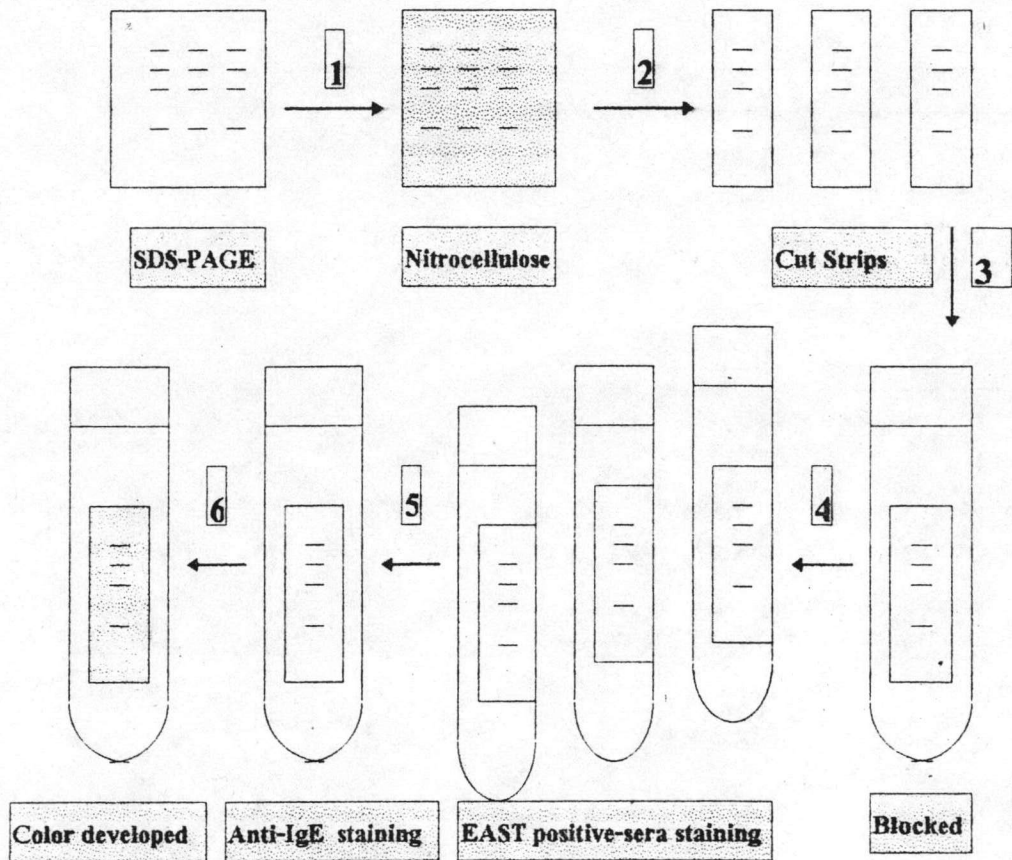 1
2
SDS-PAGE
Nitrocellulose
Cut Strips
3
6
5
4
Color developed
Anti-IgE staining
EAST positive-sera staining
Blocked